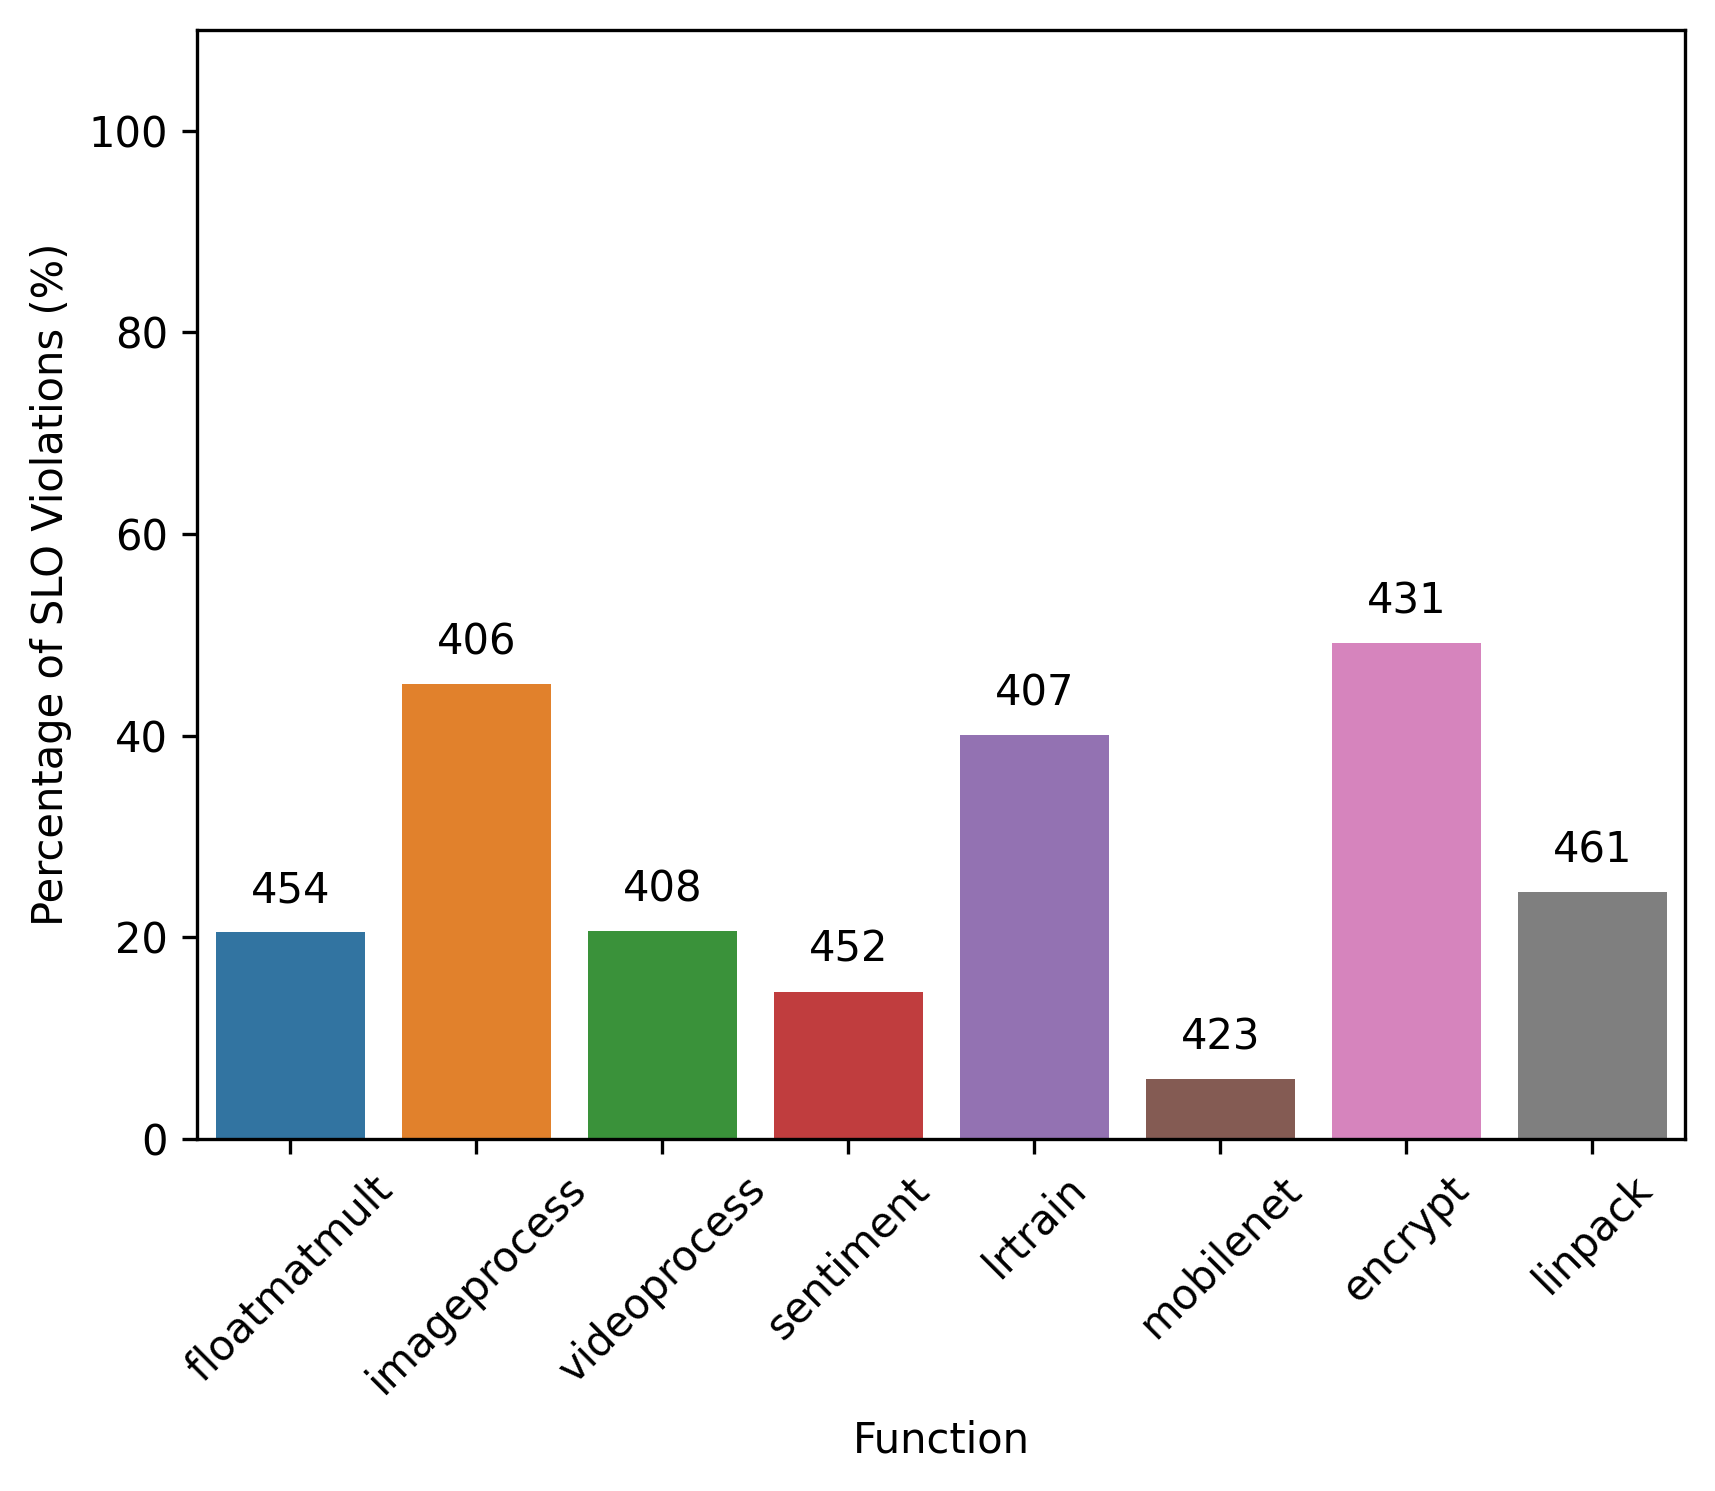 Percentage of SLO Violations (%)
100
80
60
40
20
0
454
406
408
452
407
423
431
461
floatmatmult
imageprocess
videoprocess
sentiment
lrtrain
mobilenet
encrypt
linpack
Function